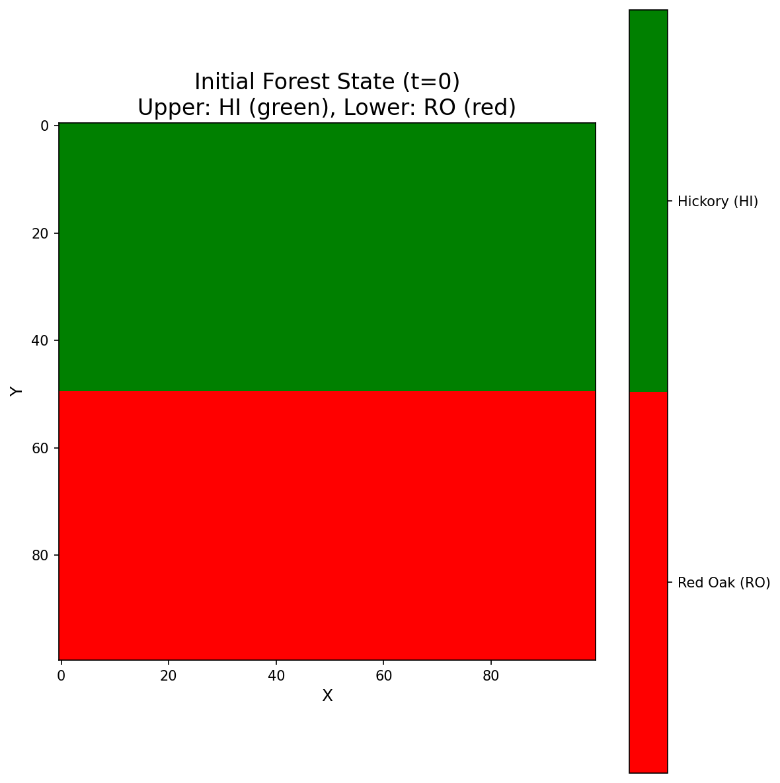 Initial Forest State (t=0)
Upper: HI (green), Lower: RO (red)
0
20
40
60
80
Y
0
20
40
60
80
X
Hickory (HI)
Red Oak (RO)